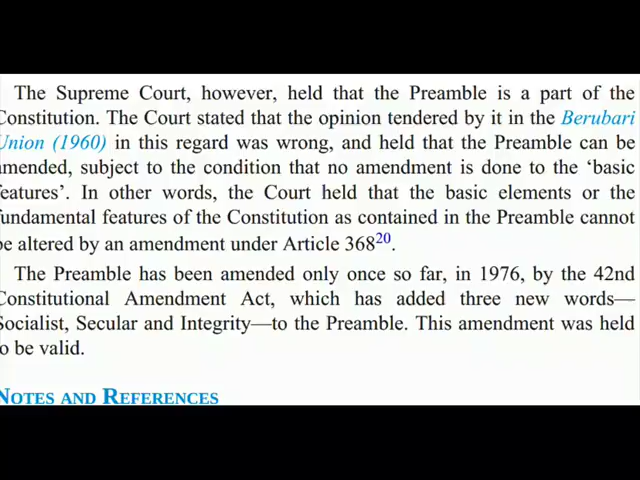 The Supreme Court, however, held that the Preamble is a part of the
Constitution. The Court stated that the opinion tendered by it in the Berubari
Union (1960) in this regard was wrong, and held that the Preamble can be
amended, subject to the condition that no amendment is done to the ‘basic
features’. In other words, the Court held that the basic elements or the
fundamental features of the Constitution as contained in the Preamble cannot
be altered by an amendment under Article 368²⁰.
The Preamble has been amended only once so far, in 1976, by the 42nd
Constitutional Amendment Act, which has added three new words—
Socialist, Secular and Integrity—to the Preamble. This amendment was held
to be valid.
NOTES AND REFERENCES